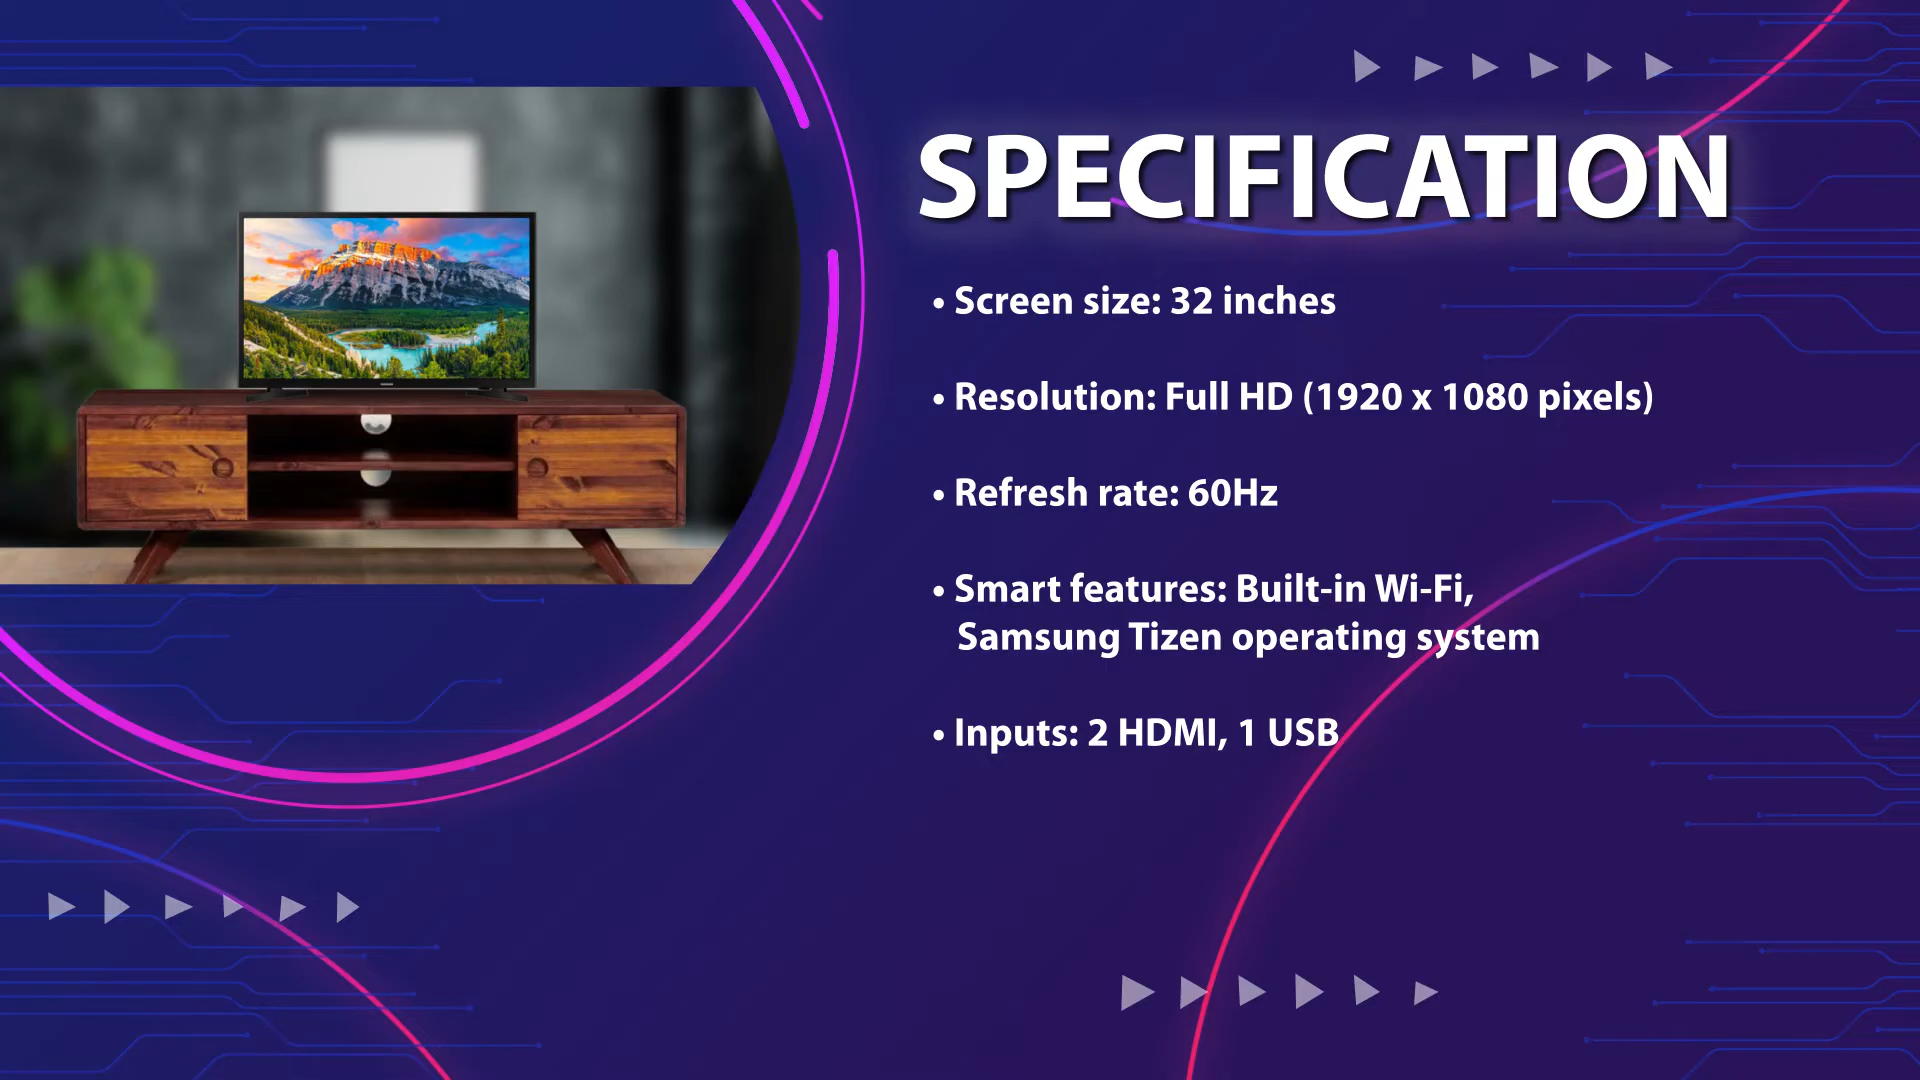 SPECIFICATION
• Screen size: 32 inches
• Resolution: Full HD (1920 x 1080 pixels)
• Refresh rate: 60Hz
• Smart features: Built-in Wi-Fi,
Samsung Tizen operating system
• Inputs: 2 HDMI, 1 USB